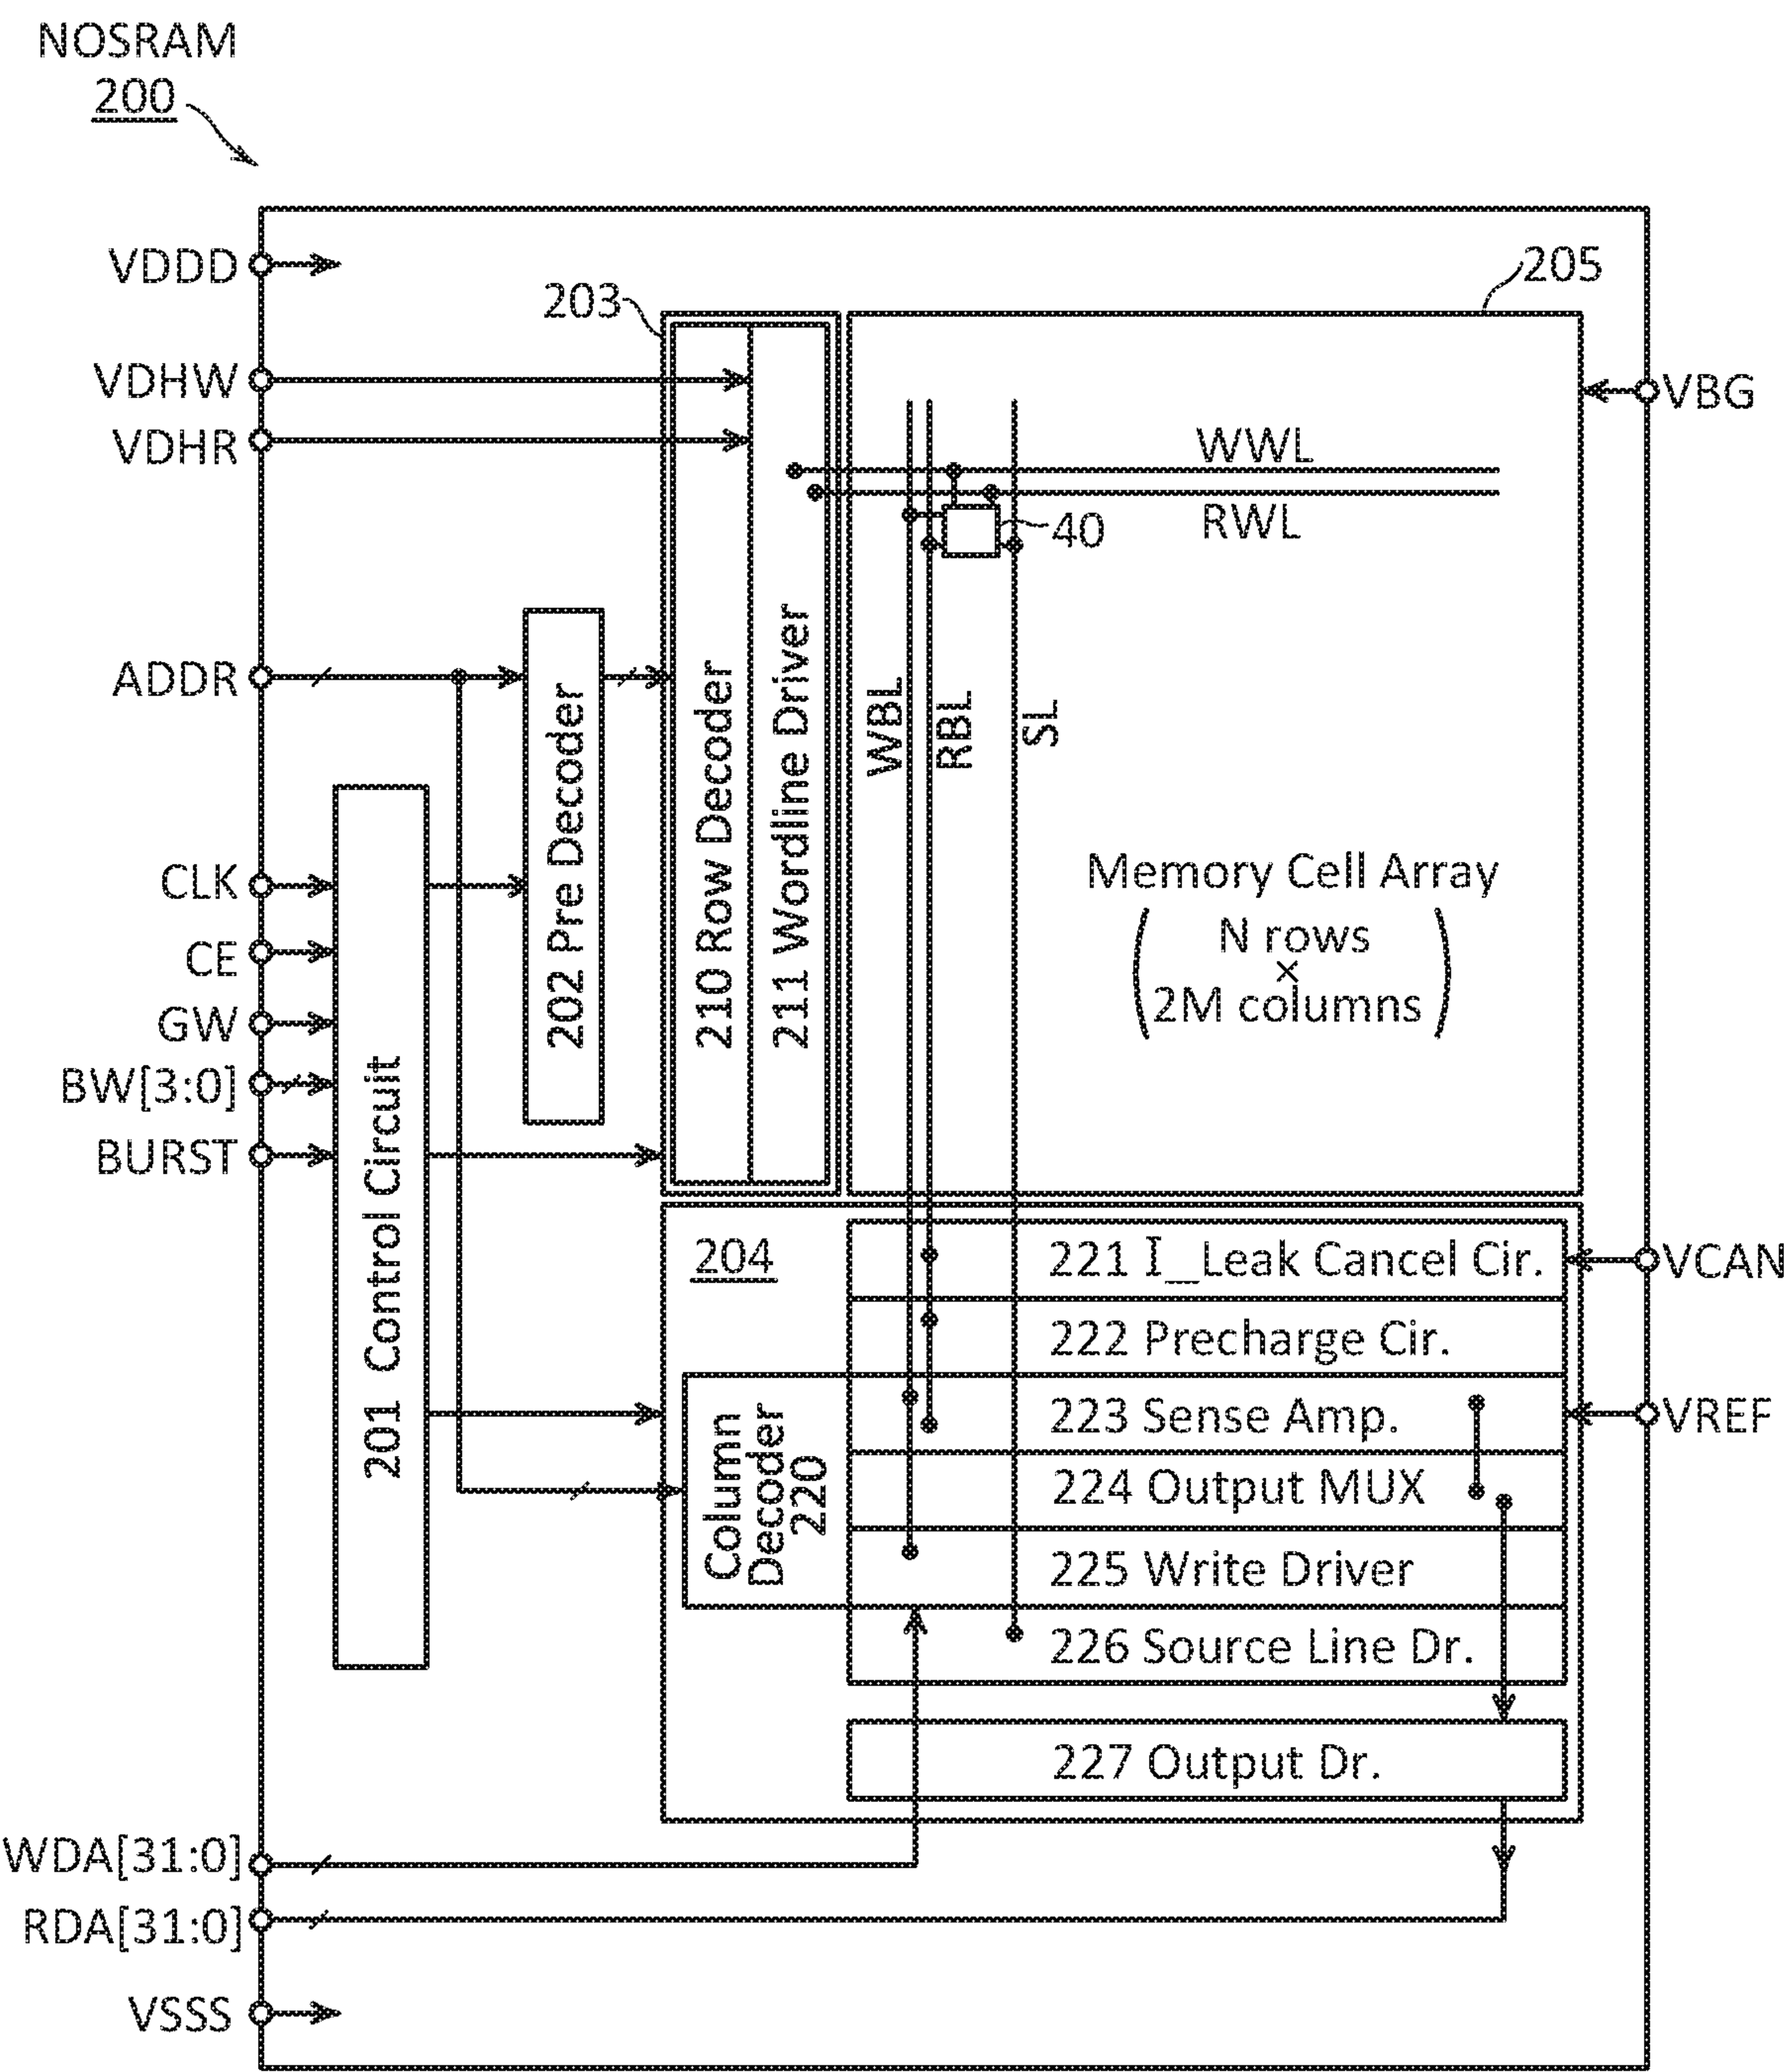 NOSRAM
200
VDDD
203
205
VDHW
VBG
VDHR
WWL
RWL
40
ADDR
WBL
RBL
SL
202 Pre Decoder
210 Row Decoder
211 Wordline Driver
Memory Cell Array
N rows
×
2M columns
CLK
CE
GW
BW[3:0]
BURST
201 Control Circuit
204
221 I_Leak Cancel Cir.
VCAN
222 Precharge Cir.
Column
Decoder
220
223 Sense Amp.
VREF
224 Output MUX
225 Write Driver
226 Source Line Dr.
227 Output Dr.
WDA[31:0]
RDA[31:0]
VSSS